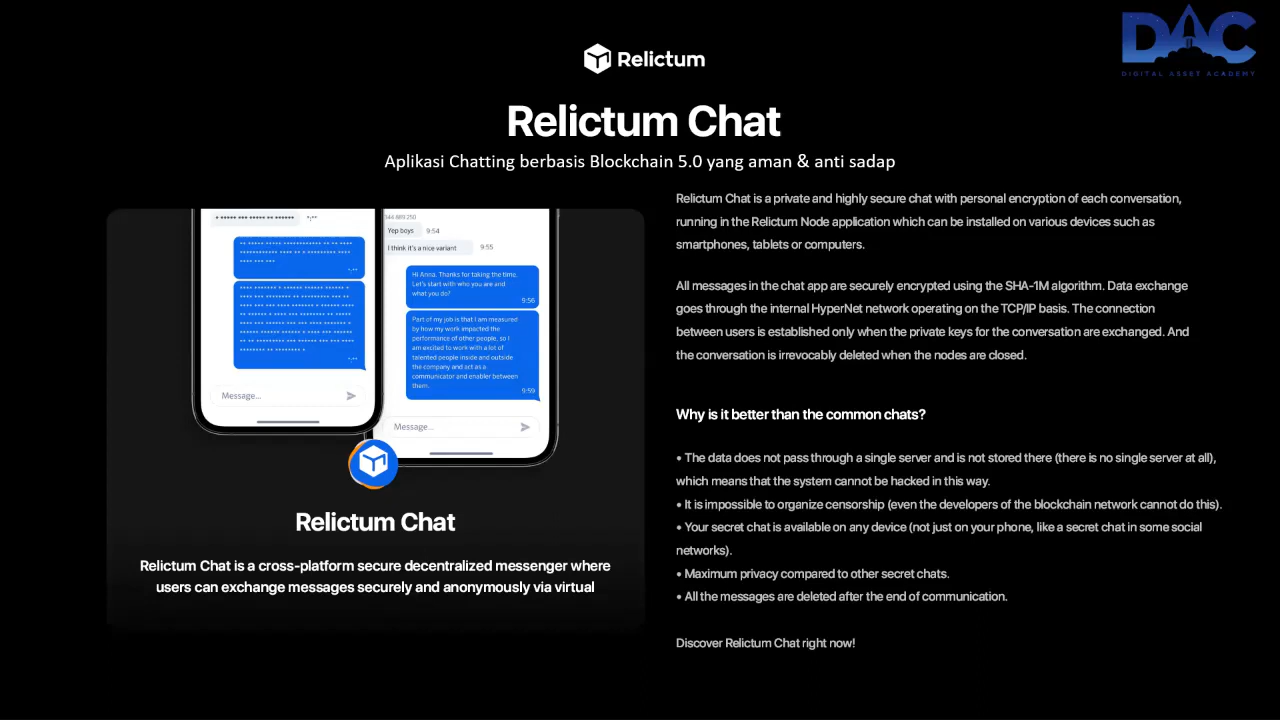 DAC
DIGITAL ASSET ACADEMY
Relictum
Relictum Chat
Aplikasi Chatting berbasis Blockchain 5.0 yang aman & anti sadap
344 889 250
Yep boys 9:54
I think it's a nice variant 9:55
Hi Anna. Thanks for taking the time.
Let's start with who you are and
what you do?
9:56
Part of my job is that I am measured
by how my work impacted the
performance of other people, so I
am excited to work with a lot of
talented people inside and outside
the company and act as a
communicator and enabler between
them.
9:59
Message...
Message...
Relictum Chat
Relictum Chat is a cross-platform secure decentralized messenger where
users can exchange messages securely and anonymously via virtual
Relictum Chat is a private and highly secure chat with personal encryption of each conversation,
running in the Relictum Node application which can be installed on various devices such as
smartphones, tablets or computers.
All messages in the chat app are securely encrypted using the SHA-1M algorithm. Data exchange
goes through the internal HyperNet network operating on the TCP/IP basis. The connection
between users is established only when the private keys for the conversation are exchanged. And
the conversation is irrevocably deleted when the nodes are closed.
Why is it better than the common chats?
• The data does not pass through a single server and is not stored there (there is no single server at all),
which means that the system cannot be hacked in this way.
• It is impossible to organize censorship (even the developers of the blockchain network cannot do this).
• Your secret chat is available on any device (not just on your phone, like a secret chat in some social
networks).
• Maximum privacy compared to other secret chats.
• All the messages are deleted after the end of communication.
Discover Relictum Chat right now!